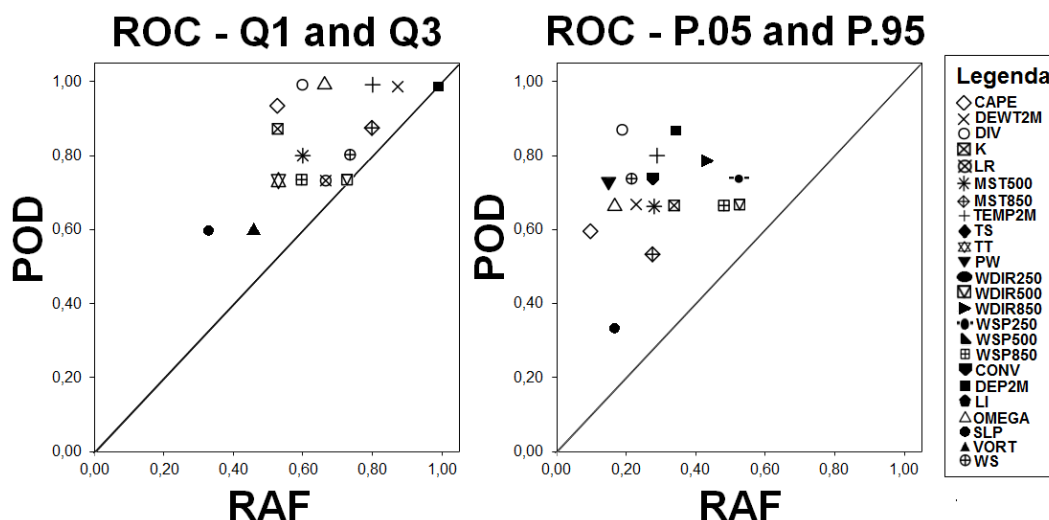 ROC - Q1 and Q3
ROC - P.05 and P.95
POD
1,00
0,80
0,60
0,40
0,20
0,00
0,00 0,20 0,40 0,60 0,80 1,00
RAF
POD
1,00
0,80
0,60
0,40
0,20
0,00
0,00 0,20 0,40 0,60 0,80 1,00
RAF
Legenda
CAPE
DEWT2M
DIV
K
LR
MST500
MST850
TEMP2M
TS
TT
PW
WDIR250
WDIR500
WDIR850
WSP250
WSP500
WSP850
CONV
DEP2M
LI
OMEGA
SLP
VORT
WS